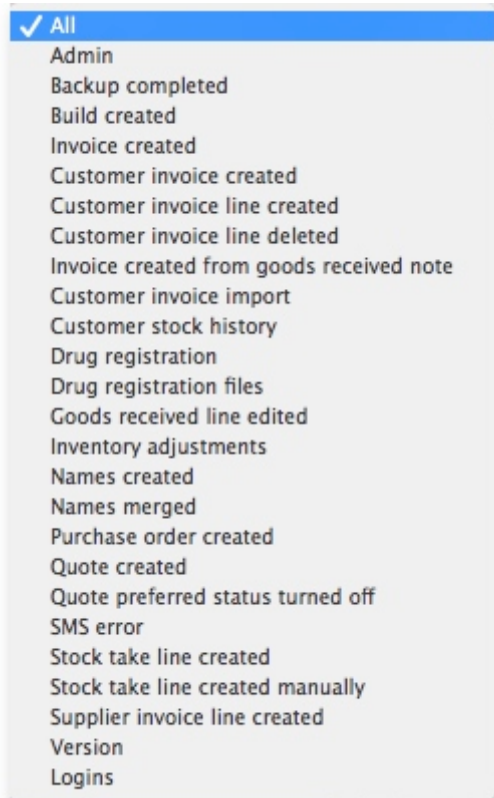 All
Admin
Backup completed
Build created
Invoice created
Customer invoice created
Customer invoice line created
Customer invoice line deleted
Invoice created from goods received note
Customer invoice import
Customer stock history
Drug registration
Drug registration files
Goods received line edited
Inventory adjustments
Names created
Names merged
Purchase order created
Quote created
Quote preferred status turned off
SMS error
Stock take line created
Stock take line created manually
Supplier invoice line created
Version
Logins